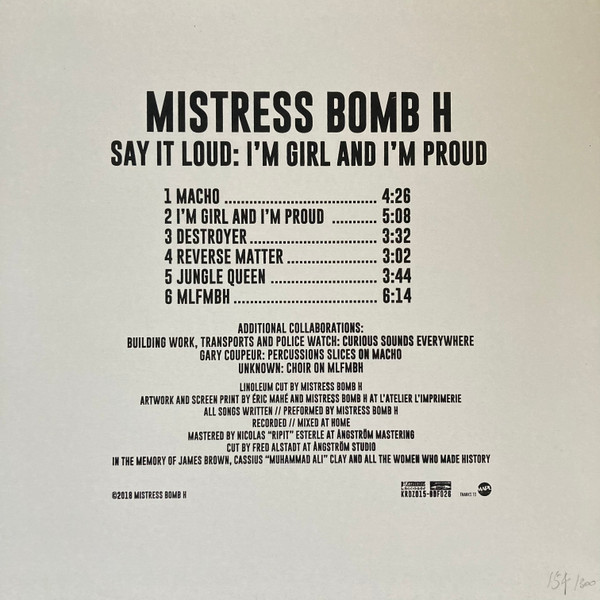 MISTRESS BOMB H
SAY IT LOUD: I'M GIRL AND I'M PROUD
1 MACHO ........................................ 4:26
2 I'M GIRL AND I'M PROUD ........... 5:08
3 DESTROYER ................................. 3:32
4 REVERSE MATTER ....................... 3:02
5 JUNGLE QUEEN ........................... 3:44
6 MLFMBH ..................................... 6:14
ADDITIONAL COLLABORATIONS:
BUILDING WORK, TRANSPORTS AND POLICE WATCH: CURIOUS SOUNDS EVERYWHERE
GARY COUPEUR: PERCUSSIONS SLICES ON MACHO
UNKNOWN: CHOIR ON MLFMBH
LINOLEUM CUT BY MISTRESS BOMB H
ARTWORK AND SCREEN PRINT BY ÉRIC MAHÉ AND MISTRESS BOMB H AT L'ATELIER L'IMPRIMERIE
ALL SONGS WRITTEN // PREFORMED BY MISTRESS BOMB H
RECORDED // MIXED AT HOME
MASTERED BY NICOLAS "RIPIT" ESTERLE AT ÅNGSTRÖM MASTERING
CUT BY FRED ALSTADT AT ÅNGSTRÖM STUDIO
IN THE MEMORY OF JAMES BROWN, CASSIUS "MUHAMMAD ALI" CLAY AND ALL THE WOMEN WHO MADE HISTORY
©2018 MISTRESS BOMB H
KRDZ015-BDF026
THANKS TO
154/300